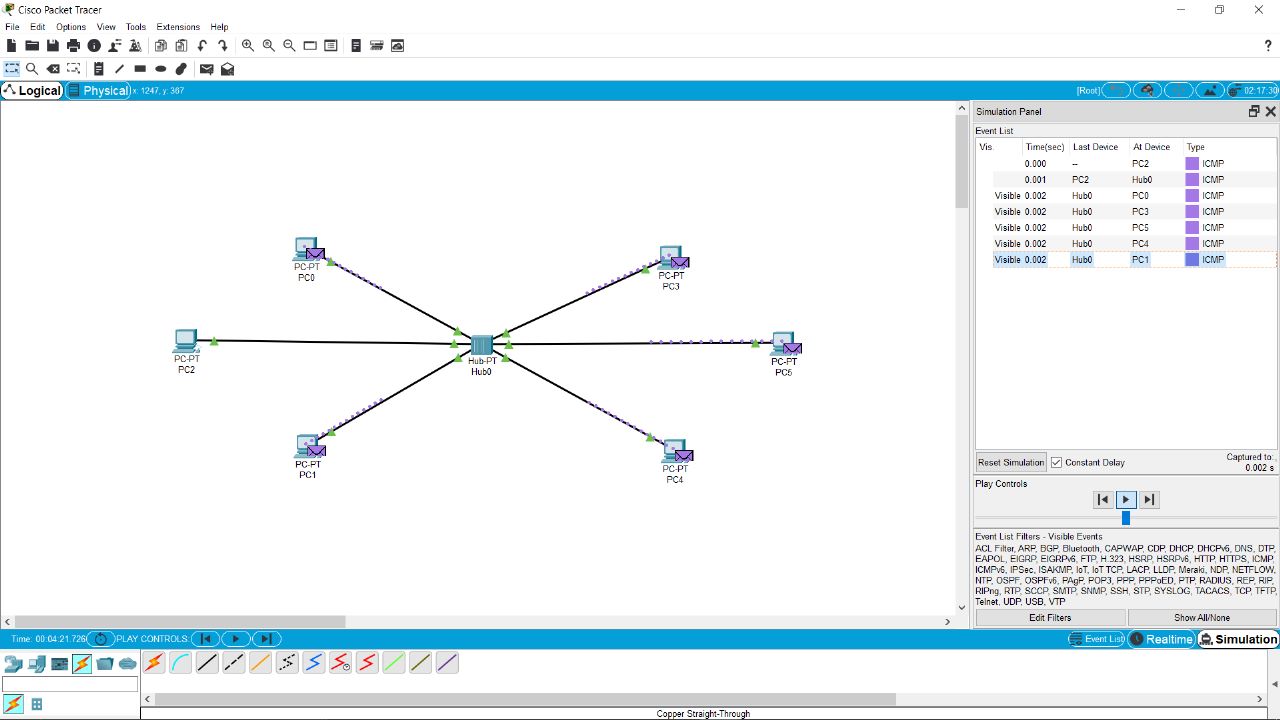 Cisco Packet Tracer
File Edit Options View Tools Extensions Help
Logical Physical x: 1247, y: 367 [Root] 02:17:30
Simulation Panel
Event List
Vis. Time(sec) Last Device At Device Type
0.000 -- PC2 ICMP
0.001 PC2 Hub0 ICMP
Visible 0.002 Hub0 PC0 ICMP
Visible 0.002 Hub0 PC3 ICMP
Visible 0.002 Hub0 PC5 ICMP
Visible 0.002 Hub0 PC4 ICMP
Visible 0.002 Hub0 PC1 ICMP
PC-PT
PC0
PC-PT
PC3
PC-PT
PC2
Hub-PT
Hub0
PC-PT
PC5
PC-PT
PC1
PC-PT
PC4
Reset Simulation Constant Delay Captured to:
0.002 s
Play Controls
Event List Filters - Visible Events
ACL Filter, ARP, BGP, Bluetooth, CAPWAP, CDP, DHCP, DHCPv6, DNS, DTP,
EAPOL, EIGRP, EIGRPv6, FTP, H.323, HSRP, HSRPv6, HTTP, HTTPS, ICMP,
ICMPv6, IPSec, ISAKMP, IoT, IoT TCP, LACP, LLDP, Meraki, NDP, NETFLOW,
NTP, OSPF, OSPFv6, PAgP, POP3, PPP, PPPoED, PTP, RADIUS, REP, RIP,
RIPng, RTP, SCCP, SMTP, SNMP, SSH, STP, SYSLOG, TACACS, TCP, TFTP,
Telnet, UDP, USB, VTP
Edit Filters Show All/None
Time: 00:04:21.726 PLAY CONTROLS: Event List Realtime Simulation
Copper Straight-Through